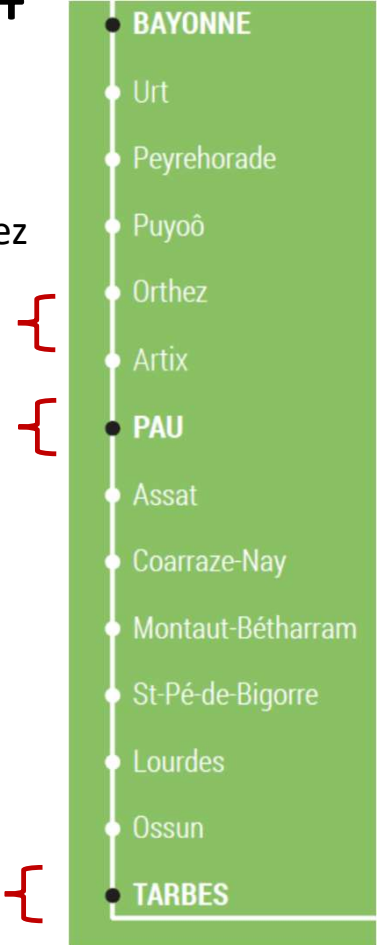 BAYONNE
Urt
Peyrehorade
Puyoô
ez
Orthez
Artix
PAU
Assat
Coarraze-Nay
Montaut-Bétharram
St-Pé-de-Bigorre
Lourdes
Ossun
TARBES